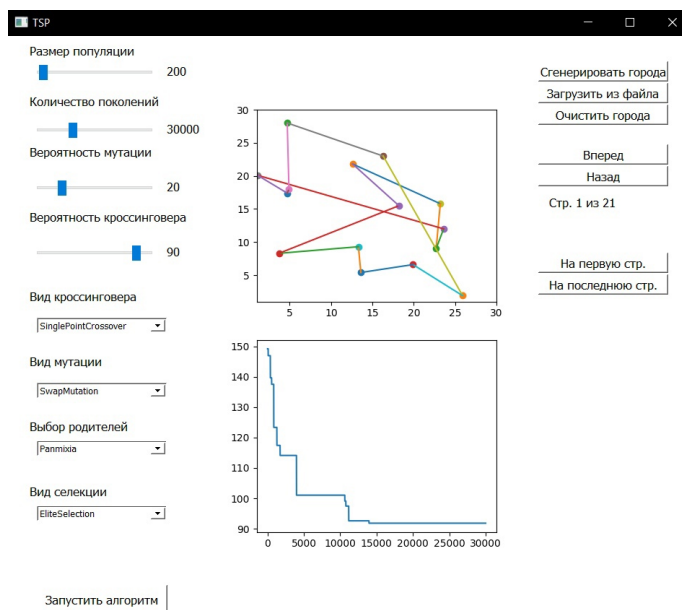 TSP
Размер популяции
200
Количество поколений
30000
Вероятность мутации
20
Вероятность кроссинговера
90
Вид кроссинговера
SinglePointCrossover
Вид мутации
SwapMutation
Выбор родителей
Panmixia
Вид селекции
EliteSelection
Запустить алгоритм
30
25
20
15
10
5
5 10 15 20 25 30
150
140
130
120
110
100
90
0 5000 10000 15000 20000 25000 30000
Сгенерировать города
Загрузить из файла
Очистить города
Вперед
Назад
Стр. 1 из 21
На первую стр.
На последнюю стр.